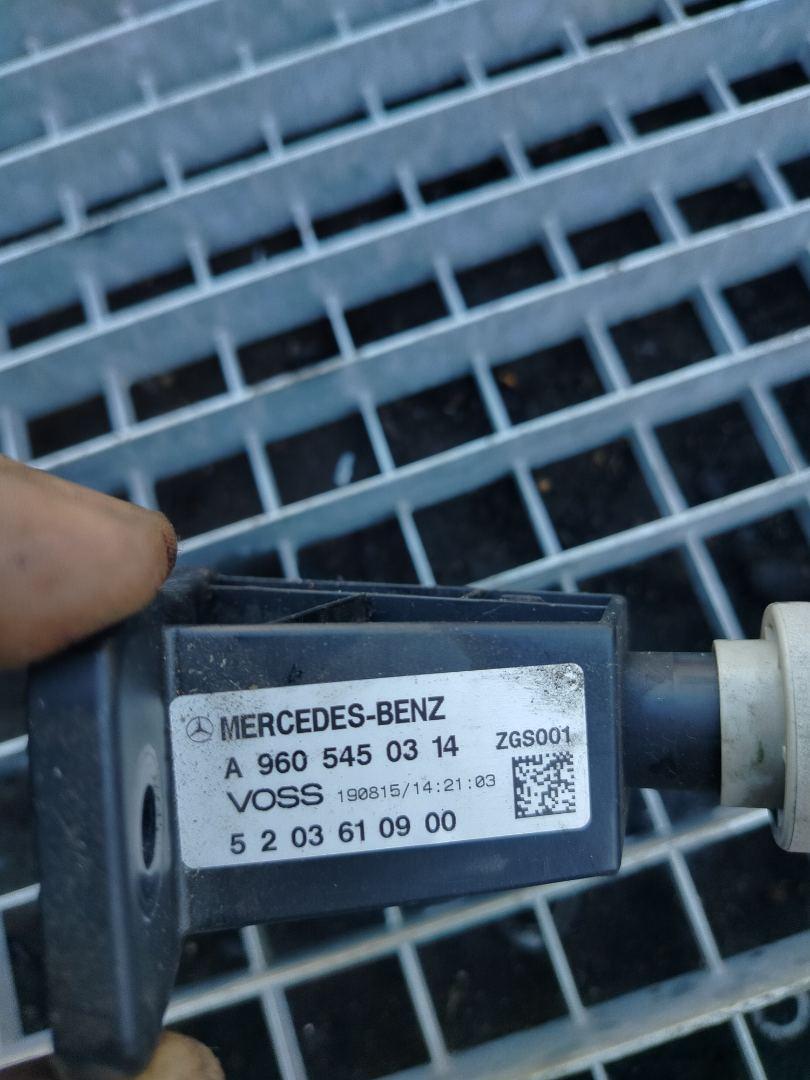 MERCEDES-BENZ
A 960 545 03 14 ZGS001
VOSS 190815/14:21:03
5 2 03 61 09 00